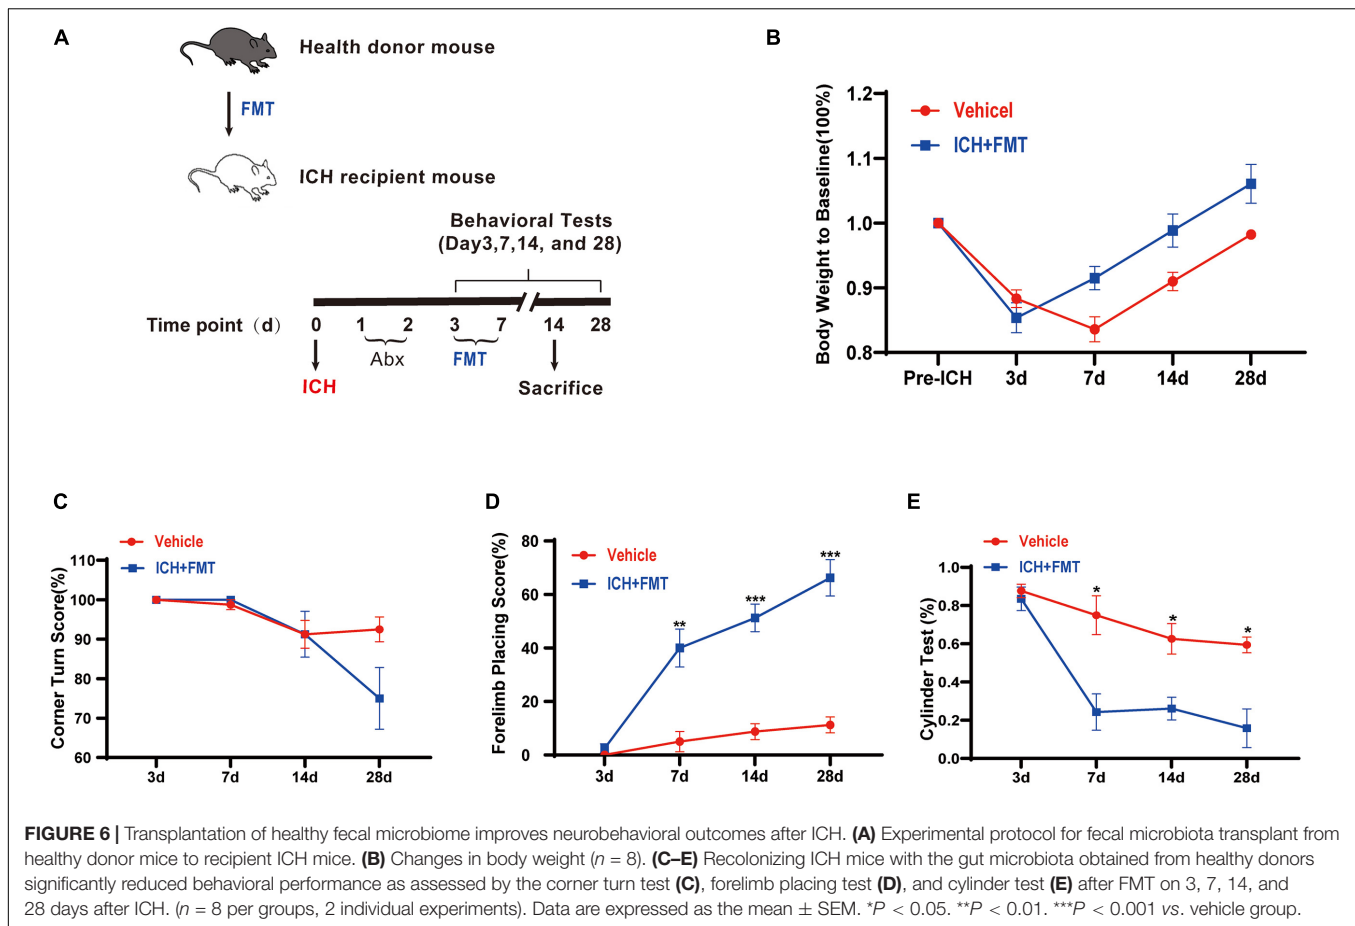 A
Health donor mouse
FMT
ICH recipient mouse
Behavioral Tests
(Day3,7,14, and 28)
Time point（d） 0 1 2 3 7 14 28
Abx FMT
ICH Sacrifice
B
Body Weight to Baseline(100%)
Vehicel
ICH+FMT
1.2
1.1
1.0
0.9
0.8
Pre-ICH 3d 7d 14d 28d
C
Corner Turn Score(%)
Vehicle
ICH+FMT
110
100
90
80
70
60
3d 7d 14d 28d
D
Forelimb Placing Score(%)
Vehicle
ICH+FMT
80
60
40
20
0
** *** ***
3d 7d 14d 28d
E
Cylinder Test (%)
Vehicle
ICH+FMT
1.0
0.8
0.6
0.4
0.2
0.0
* * *
3d 7d 14d 28d
FIGURE 6 | Transplantation of healthy fecal microbiome improves neurobehavioral outcomes after ICH. (A) Experimental protocol for fecal microbiota transplant from
healthy donor mice to recipient ICH mice. (B) Changes in body weight (n = 8). (C–E) Recolonizing ICH mice with the gut microbiota obtained from healthy donors
significantly reduced behavioral performance as assessed by the corner turn test (C), forelimb placing test (D), and cylinder test (E) after FMT on 3, 7, 14, and
28 days after ICH. (n = 8 per groups, 2 individual experiments). Data are expressed as the mean ± SEM. *P < 0.05. **P < 0.01. ***P < 0.001 vs. vehicle group.